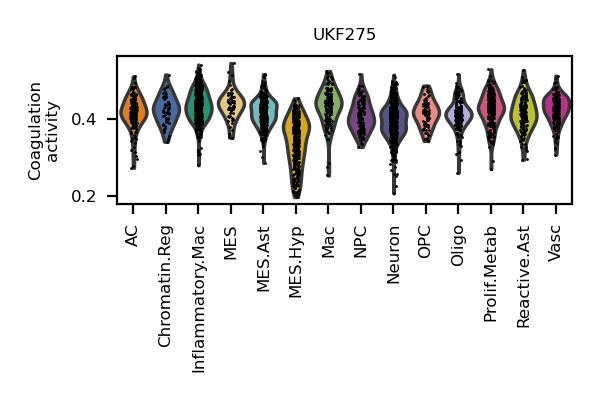 UKF275
Coagulation
activity
0.4
0.2
AC
Chromatin.Reg
Inflammatory.Mac
MES
MES.Ast
MES.Hyp
Mac
NPC
Neuron
OPC
Oligo
Prolif.Metab
Reactive.Ast
Vasc